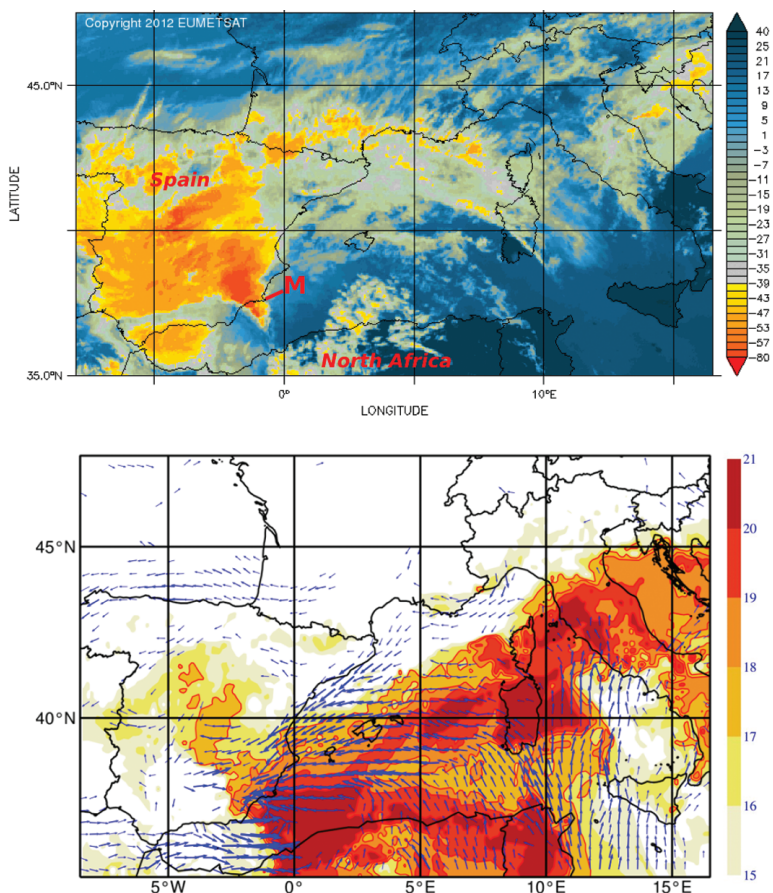 Copyright 2012 EUMETSAT
40
25
21
17
13
9
5
1
−3
−7
−11
−15
−19
−23
−27
−31
−35
−39
−43
−47
−53
−57
−80
45.0°N
35.0°N
LATITUDE
Spain
M
North Africa
0°
10°E
LONGITUDE
21
20
19
18
17
16
15
45°N
40°N
5°W
0°E
5°E
10°E
15°E